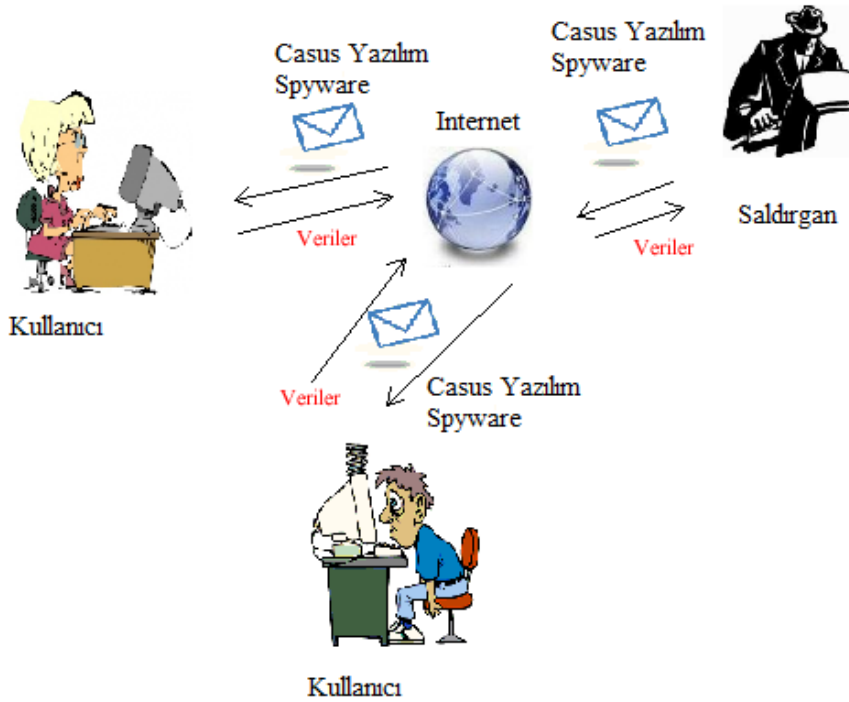 Casus Yazılım
Spyware
Casus Yazılım
Spyware
Internet
Saldırgan
Veriler
Veriler
Kullanıcı
Veriler
Casus Yazılım
Spyware
Kullanıcı